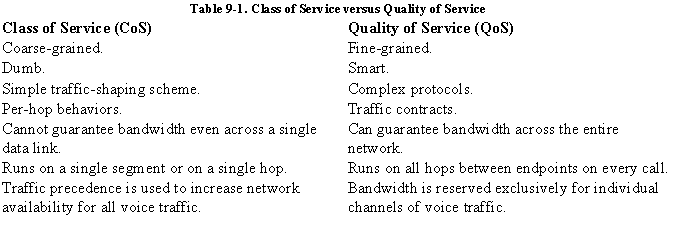 Table 9-1. Class of Service versus Quality of Service
Class of Service (CoS) Quality of Service (QoS)
Coarse-grained. Fine-grained.
Dumb. Smart.
Simple traffic-shaping scheme. Complex protocols.
Per-hop behaviors. Traffic contracts.
Cannot guarantee bandwidth even across a single Can guarantee bandwidth across the entire
data link. network.
Runs on a single segment or on a single hop. Runs on all hops between endpoints on every call.
Traffic precedence is used to increase network Bandwidth is reserved exclusively for individual
availability for all voice traffic. channels of voice traffic.